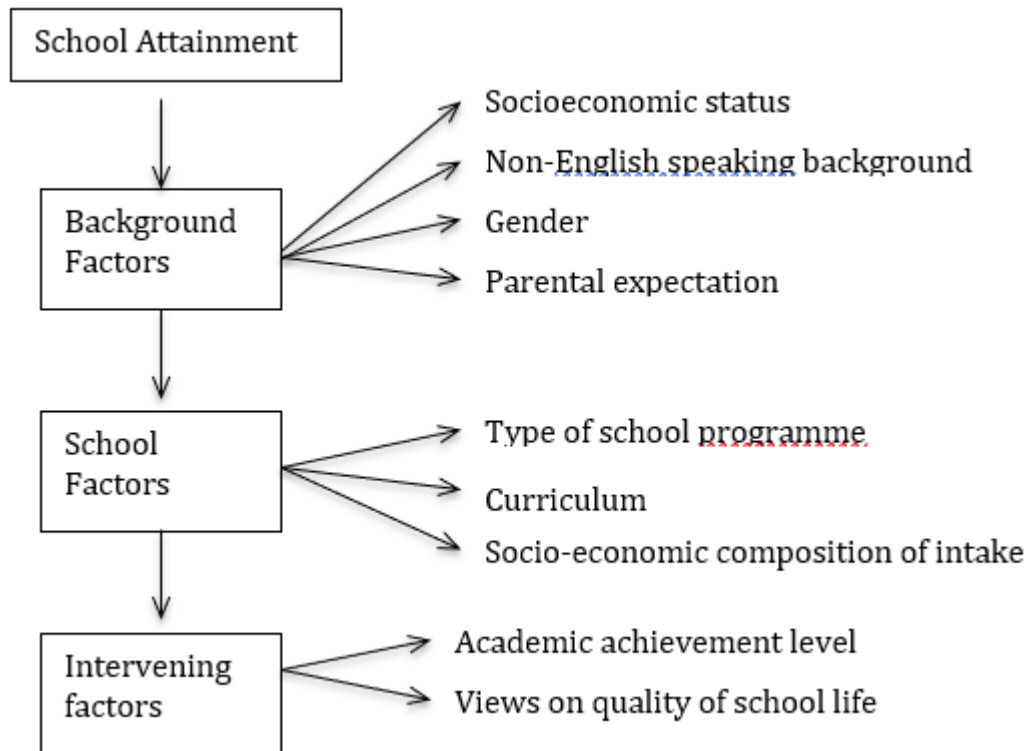 School Attainment
Socioeconomic status
Non-English speaking background
Background
Factors
Gender
Parental expectation
School
Factors
Type of school programme
Curriculum
Socio-economic composition of intake
Intervening
factors
Academic achievement level
Views on quality of school life